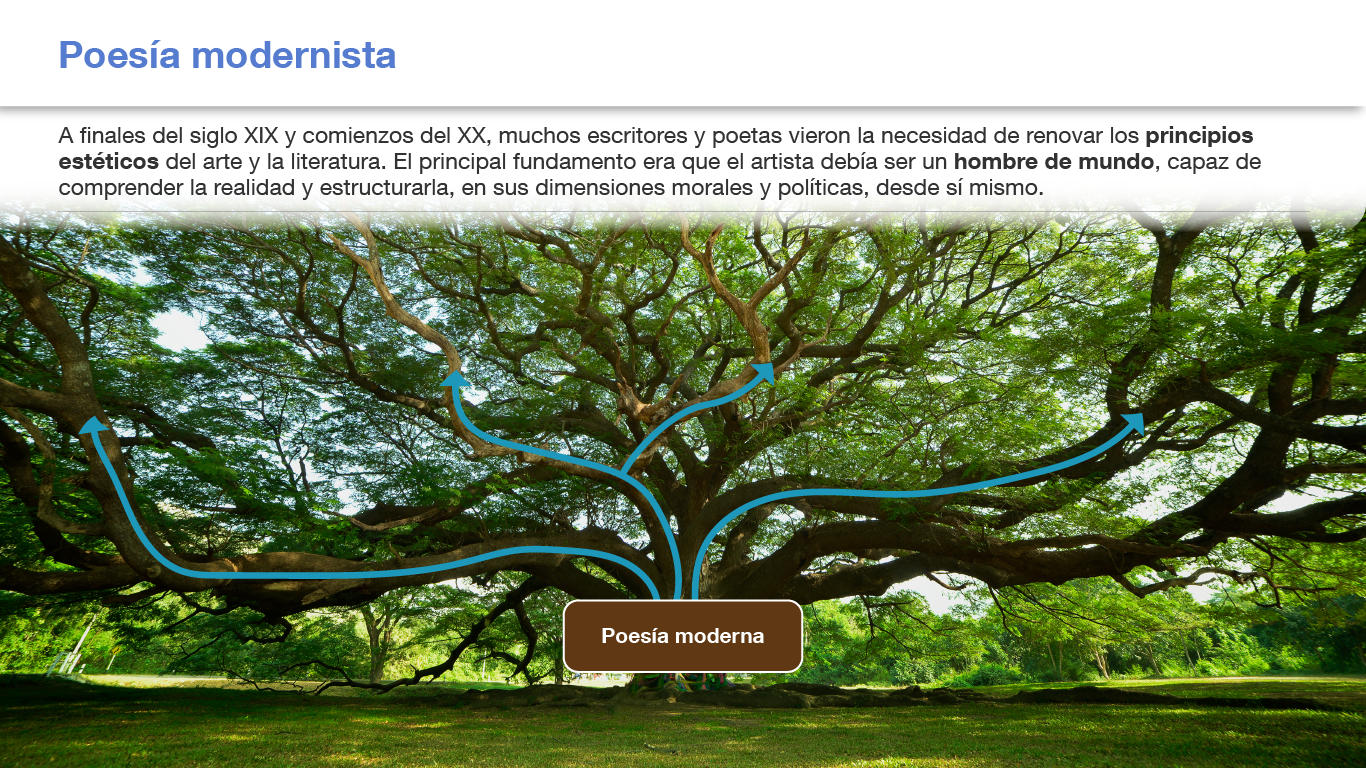 Poesía modernista
A finales del siglo XIX y comienzos del XX, muchos escritores y poetas vieron la necesidad de renovar los principios
estéticos del arte y la literatura. El principal fundamento era que el artista debía ser un hombre de mundo, capaz de
comprender la realidad y estructurarla, en sus dimensiones morales y políticas, desde sí mismo.
Poesía moderna